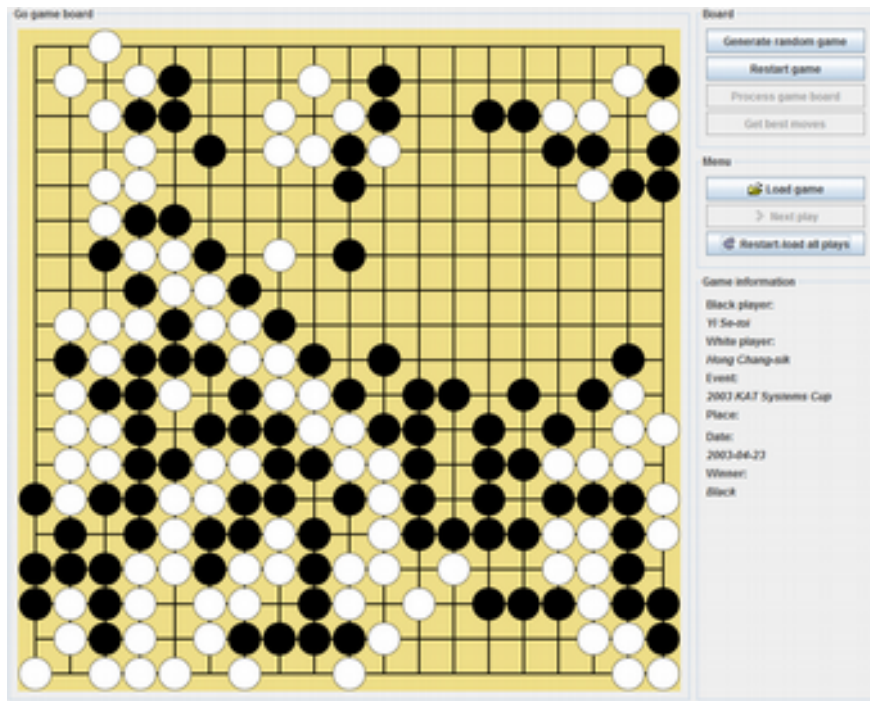 Go game board
Board
Generate random game
Restart game
Process game board
Get best moves
Menu
Load game
Next play
Restart-load all plays
Game information
Black player:
Yi Se-tol
White player:
Hong Chang-sik
Event:
2003 KAT Systems Cup
Place:
Date:
2003-04-23
Winner:
Black